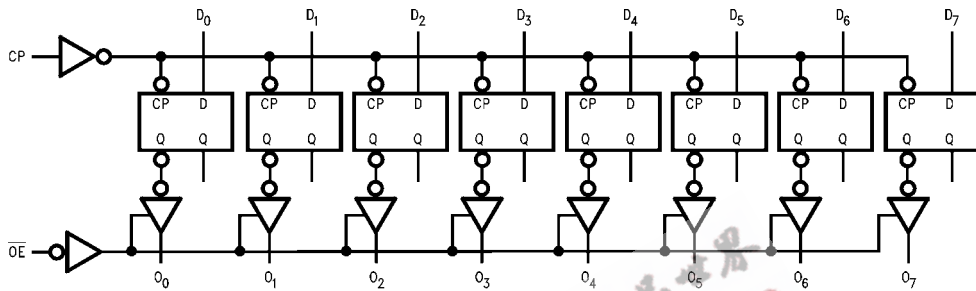 D0 D1 D2 D3 D4 D5 D6 D7
CP
CP D CP D CP D CP D CP D CP D CP D CP D
Q Q Q Q Q Q Q Q Q Q Q Q Q Q Q Q
O̅E̅
O0 O1 O2 O3 O4 O5 O6 O7